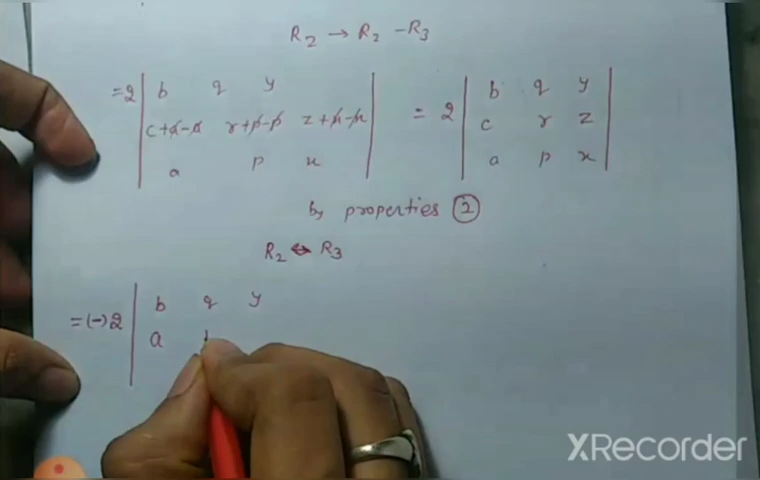 R₂ → R₂ - R₃
=2 | b q y | = 2 | b q y |
| c+a-a r+p-p z+x-x | | c r z |
| a p x | | a p x |
by properties ②
R₂ ↔ R₃
=(-)2 | b q y
| a
XRecorder